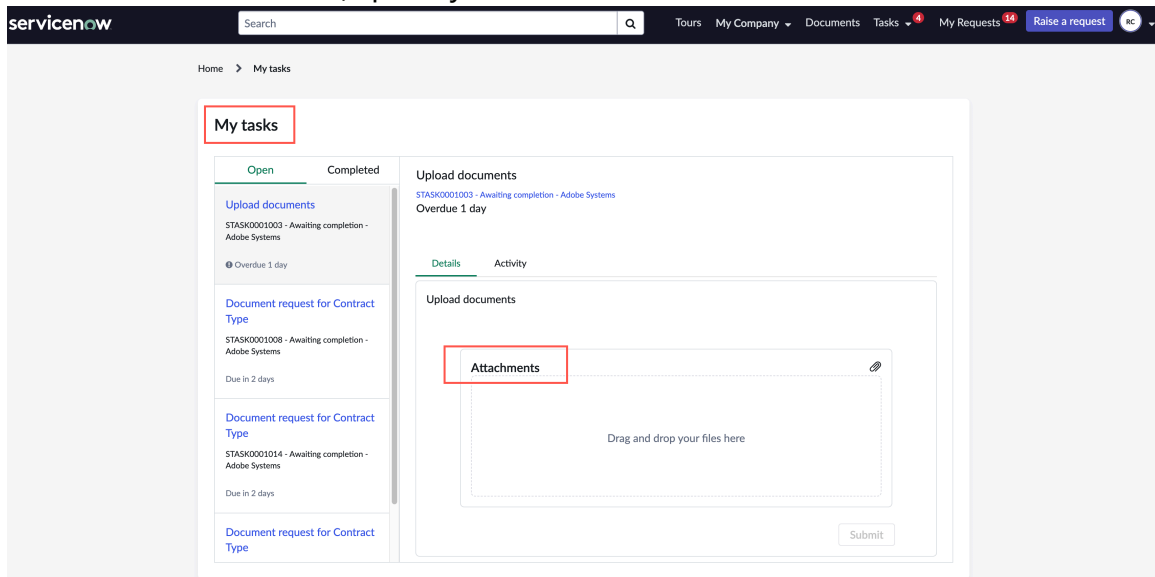 servicenow
Search
Tours My Company Documents Tasks 4 My Requests 14 Raise a request RC
Home > My tasks
My tasks
Open Completed
Upload documents
STASK0001003 - Awaiting completion -
Adobe Systems
Overdue 1 day
Document request for Contract
Type
STASK0001008 - Awaiting completion -
Adobe Systems
Due in 2 days
Document request for Contract
Type
STASK0001014 - Awaiting completion -
Adobe Systems
Due in 2 days
Document request for Contract
Type
Upload documents
STASK0001003 - Awaiting completion - Adobe Systems
Overdue 1 day
Details Activity
Upload documents
Attachments
Drag and drop your files here
Submit